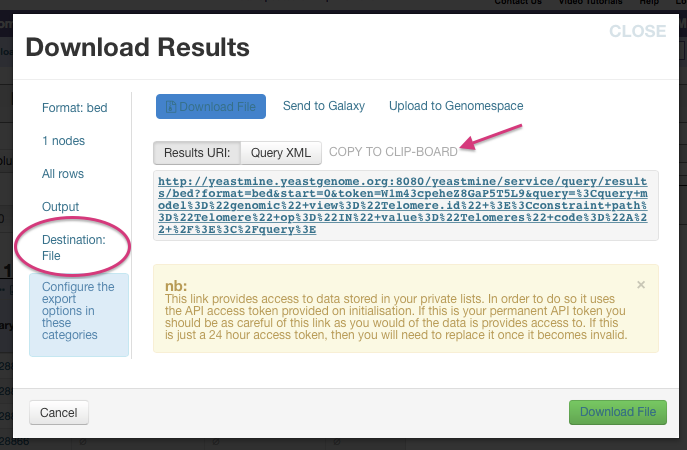 Contact Us Video Tutorials Help
CLOSE
Download Results
Format: bed
1 nodes
All rows
Output
Destination:
File
Configure the
export
options in
these
categories
Download File Send to Galaxy Upload to Genomespace
Results URI: Query XML COPY TO CLIP-BOARD
http://yeastmine.yeastgenome.org:8080/yeastmine/service/query/result
s/bed?format=bed&start=0&token=Wlm43cpeheZ8GaP5T5L9&query=%3Cquery+m
odel%3D%22genomic%22+view%3D%22Telomere.id%22+%3E%3Cconstraint+path%
3D%22Telomere%22+op%3D%22IN%22+value%3D%22Telomeres%22+code%3D%22A%2
2+%2F%3E%3C%2Fquery%3E
nb:
This link provides access to data stored in your private lists. In order to do so it uses
the API access token provided on initialisation. If this is your permanent API token you
should be as careful of this link as you would of the data is provides access to. If this
is just a 24 hour access token, then you will need to replace it once it becomes invalid.
×
Cancel Download File